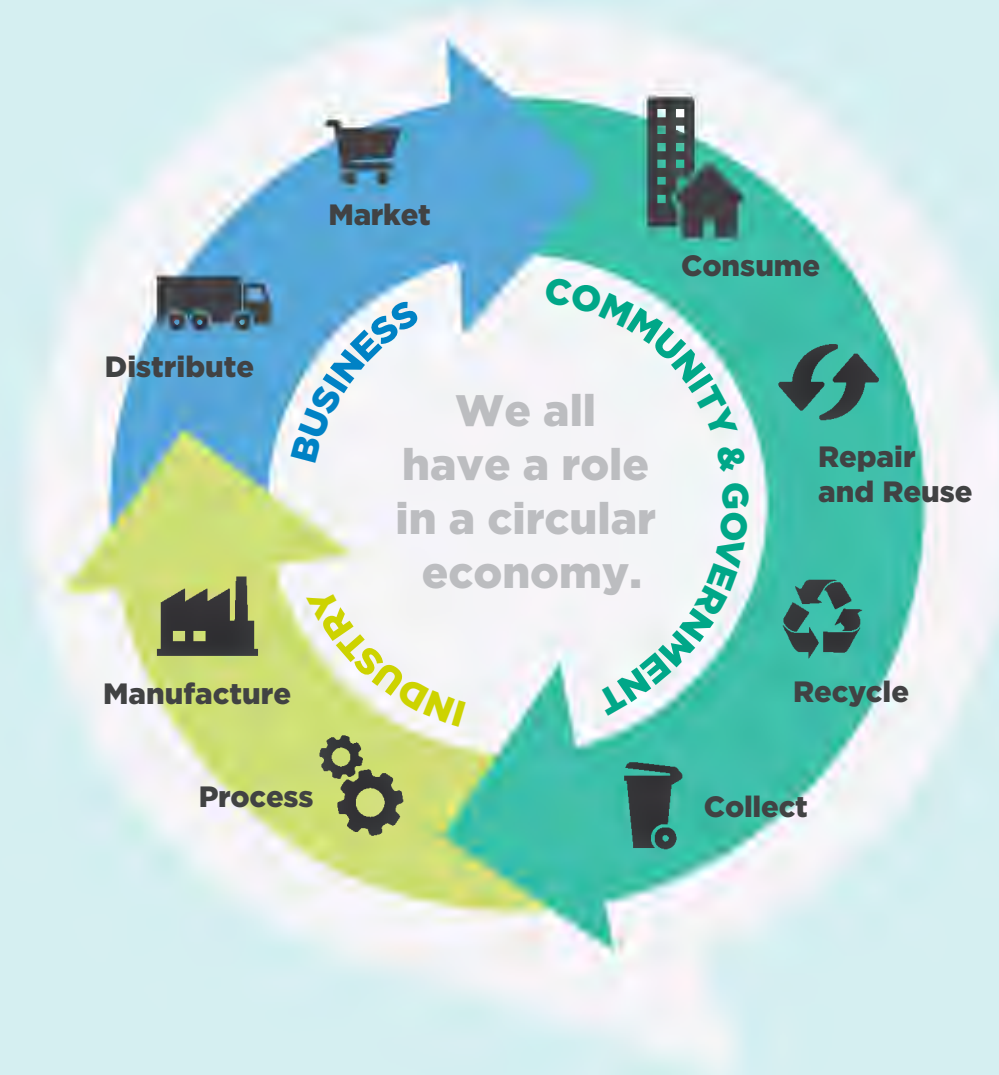 Market
Consume
Distribute
BUSINESS
COMMUNITY & GOVERNMENT
We all
have a role
in a circular
economy.
Repair
and Reuse
INDUSTRY
Manufacture
Recycle
Process
Collect